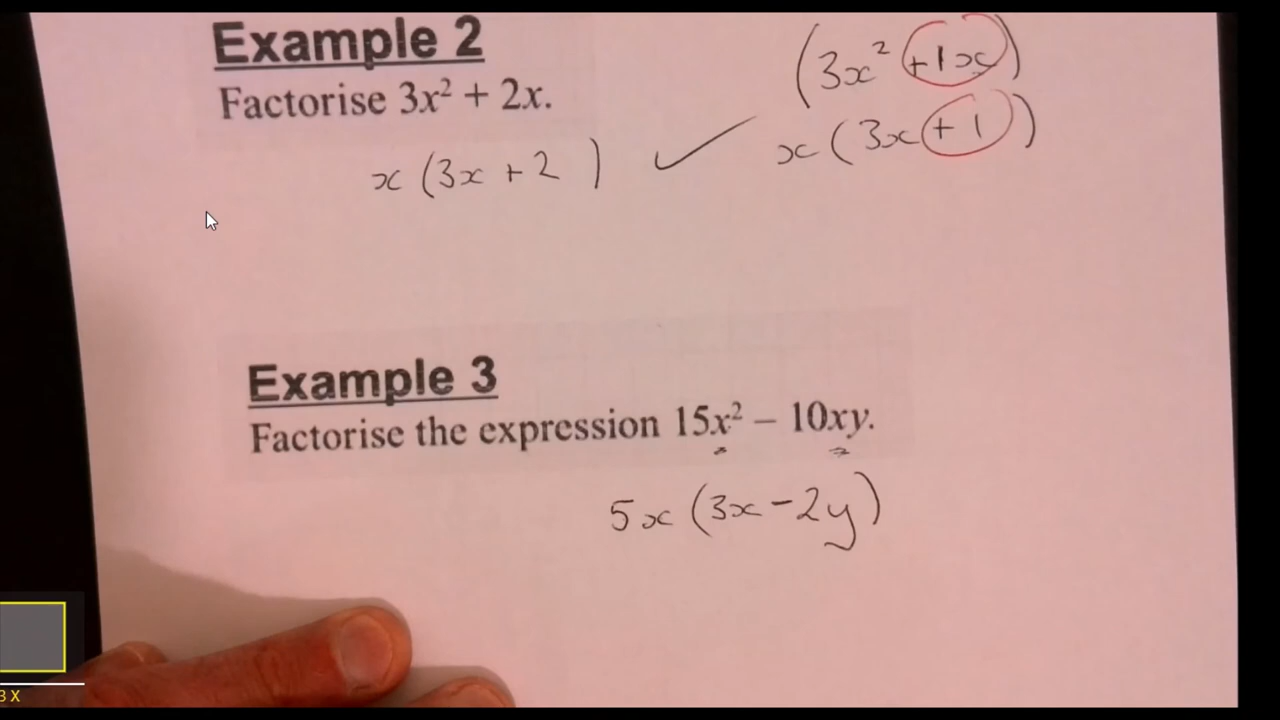 Example 2
Factorise 3x² + 2x.
x (3x + 2 )
(3x² +1x)
x (3x + 1 )
Example 3
Factorise the expression 15x² – 10xy.
5x (3x – 2y)
3 X